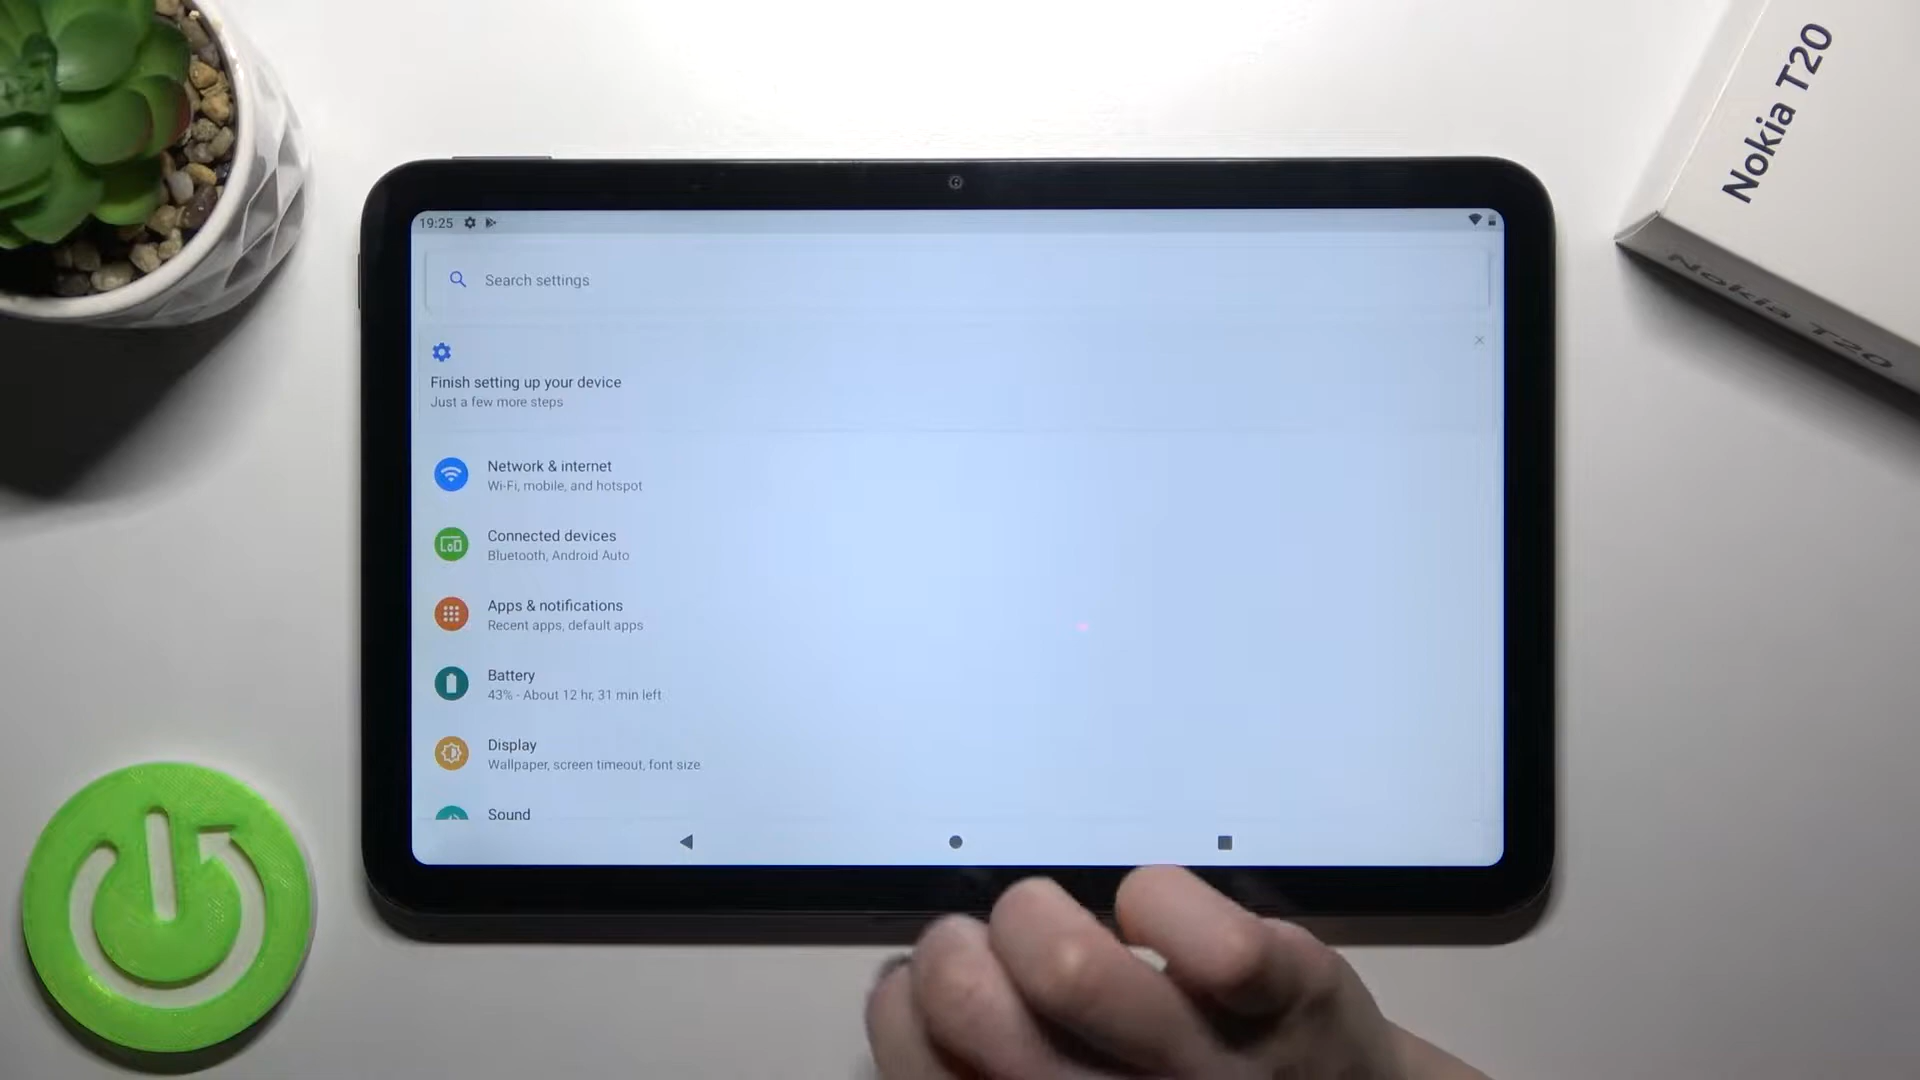 19:25
Search settings
Finish setting up your device
Just a few more steps
Network & internet
Wi-Fi, mobile, and hotspot
Connected devices
Bluetooth, Android Auto
Apps & notifications
Recent apps, default apps
Battery
43% - About 12 hr, 31 min left
Display
Wallpaper, screen timeout, font size
Sound
Nokia T20
Nokia T20